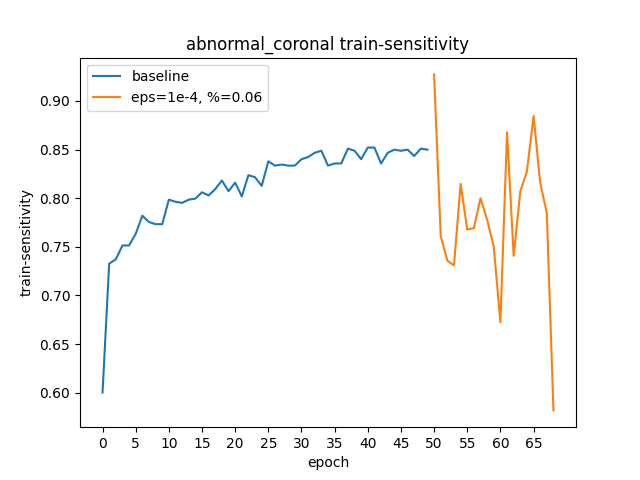 abnormal_coronal train-sensitivity
baseline
eps=1e-4, %=0.06
train-sensitivity
0.90
0.85
0.80
0.75
0.70
0.65
0.60
0 5 10 15 20 25 30 35 40 45 50 55 60 65
epoch